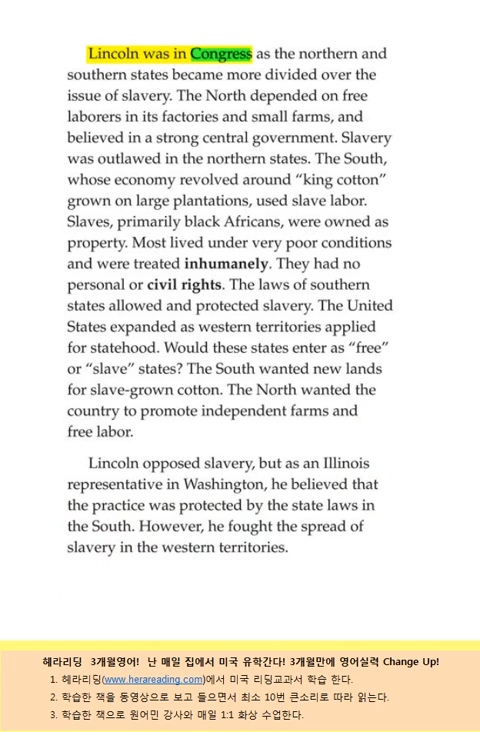 Lincoln was in Congress as the northern and
southern states became more divided over the
issue of slavery. The North depended on free
laborers in its factories and small farms, and
believed in a strong central government. Slavery
was outlawed in the northern states. The South,
whose economy revolved around “king cotton”
grown on large plantations, used slave labor.
Slaves, primarily black Africans, were owned as
property. Most lived under very poor conditions
and were treated inhumanely. They had no
personal or civil rights. The laws of southern
states allowed and protected slavery. The United
States expanded as western territories applied
for statehood. Would these states enter as “free”
or “slave” states? The South wanted new lands
for slave-grown cotton. The North wanted the
country to promote independent farms and
free labor.
Lincoln opposed slavery, but as an Illinois
representative in Washington, he believed that
the practice was protected by the state laws in
the South. However, he fought the spread of
slavery in the western territories.
헤라리딩 3개월영어! 난 매일 집에서 미국 유학간다! 3개월만에 영어실력 Change Up!
1. 헤라리딩(www.herareading.com)에서 미국 리딩교과서 학습 한다.
2. 학습한 책을 동영상으로 보고 들으면서 최소 10번 큰소리로 따라 읽는다.
3. 학습한 책으로 원어민 강사와 매일 1:1 화상 수업한다.